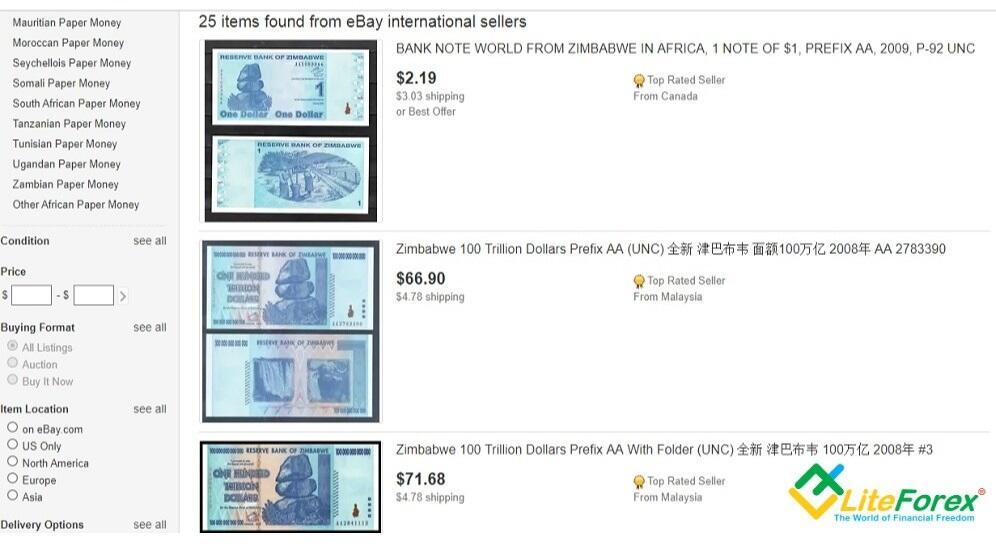 Mauritian Paper Money
Moroccan Paper Money
Seychellois Paper Money
Somali Paper Money
South African Paper Money
Tanzanian Paper Money
Tunisian Paper Money
Ugandan Paper Money
Zambian Paper Money
Other African Paper Money
Condition see all
Price
$ - $
Buying Format see all
All Listings
Auction
Buy It Now
Item Location see all
on eBay.com
US Only
North America
Europe
Asia
Delivery Options see all
25 items found from eBay international sellers
RESERVE BANK OF ZIMBABWE
1
One Dollar One Dollar
RESERVE BANK OF ZIMBABWE
1
1
BANK NOTE WORLD FROM ZIMBABWE IN AFRICA, 1 NOTE OF $1, PREFIX AA, 2009, P-92 UNC
$2.19
$3.03 shipping
or Best Offer
Top Rated Seller
From Canada
RESERVE BANK OF ZIMBABWE
ONE HUNDRED
TRILLION
DOLLARS
RESERVE BANK OF ZIMBABWE
Zimbabwe 100 Trillion Dollars Prefix AA (UNC) 全新 津巴布韦 面额100万亿 2008年 AA 2783390
$66.90
$4.78 shipping
Top Rated Seller
From Malaysia
RESERVE BANK OF ZIMBABWE
ONE HUNDRED
TRILLION
DOLLARS
Zimbabwe 100 Trillion Dollars Prefix AA With Folder (UNC) 全新 津巴布韦 100万亿 2008年 #3
$71.68
$4.78 shipping
Top Rated Seller
From Malaysia
LiteForex®
The World of Financial Freedom